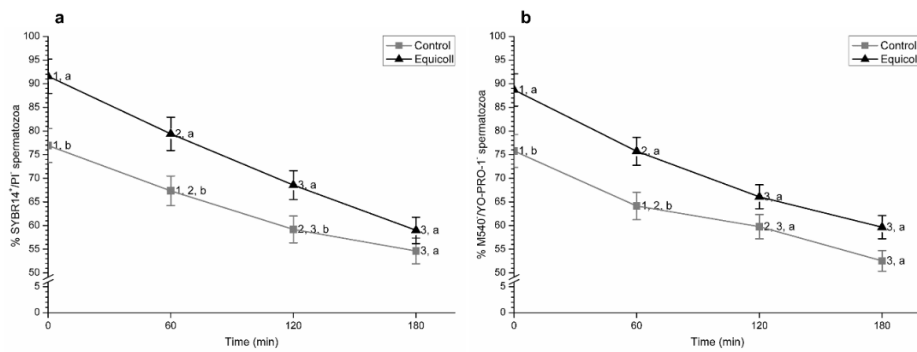 a
Control
Equicoll
% SYBR14⁺/PI⁻ spermatozoa
100
95
90
85
80
75
70
65
60
55
50
5
0
1, a
2, a
3, a
3, a
1, b
1, 2, b
2, 3, b
3, a
0
60
120
180
Time (min)
b
Control
Equicoll
% M540⁻/YO-PRO-1⁻ spermatozoa
100
95
90
85
80
75
70
65
60
55
50
5
0
1, a
2, a
3, a
3, a
1, b
1, 2, b
2, 3, a
3, a
0
60
120
180
Time (min)